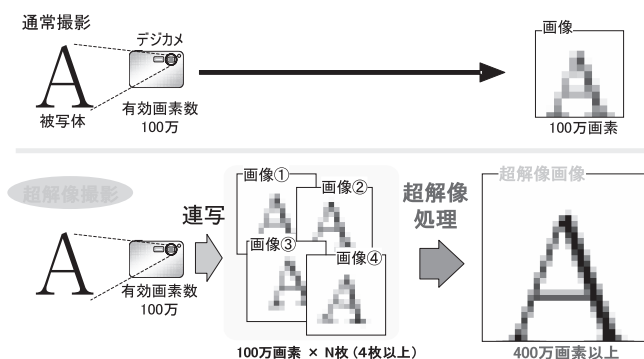 通常撮影
A
被写体
デジカメ
有効画素数
100万
画像
A
100万画素
超解像撮影
A
デジカメ
有効画素数
100万
連写
画像①
画像②
画像③
画像④
A
A
A
A
100万画素 × N枚（4枚以上）
超解像
処理
超解像画像
A
400万画素以上